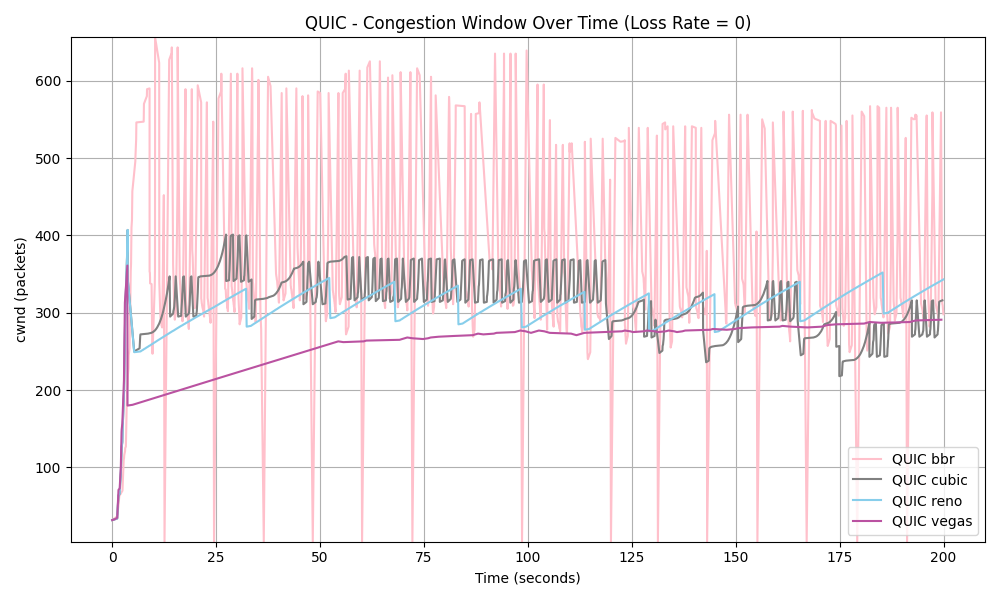 QUIC - Congestion Window Over Time (Loss Rate = 0)
cwnd (packets)
600
500
400
300
200
100
0
25
50
75
100
125
150
175
200
Time (seconds)
QUIC bbr
QUIC cubic
QUIC reno
QUIC vegas